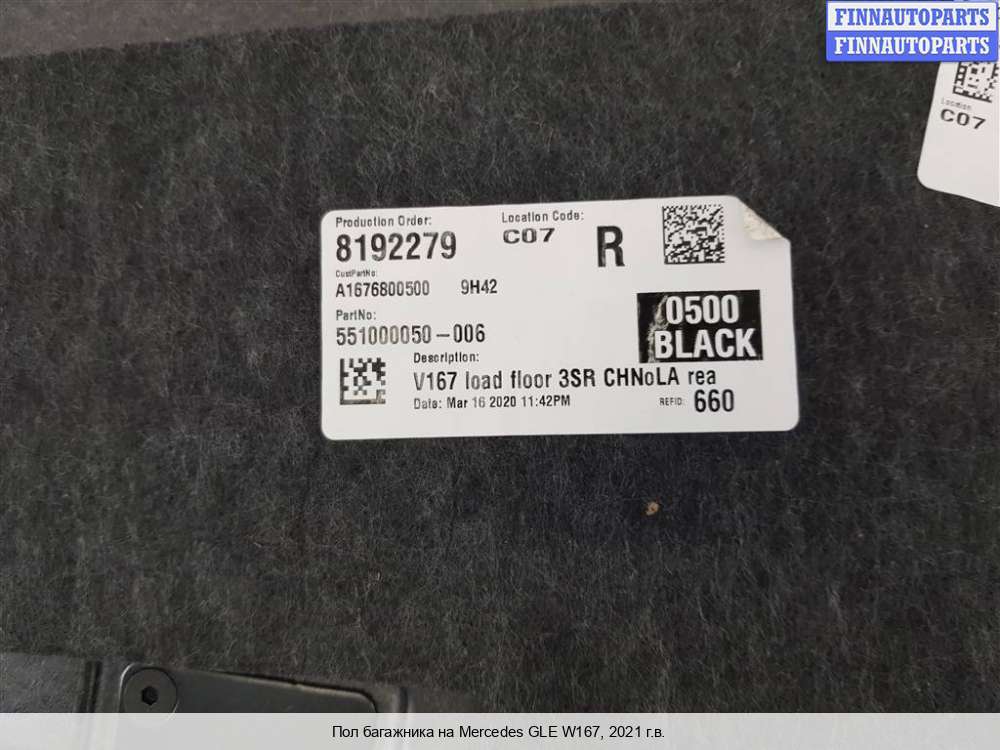 FINNAUTOPARTS
FINNAUTOPARTS
Location
C07
Production Order:
8192279
Location Code:
C07
R
CustPartNo:
A1676800500 9H42
PartNo:
551000050-006
0500
BLACK
Description:
V167 load floor 3SR CHNoLA rea
Date: Mar 16 2020 11:42PM
REFID: 660
Пол багажника на Mercedes GLE W167, 2021 г.в.